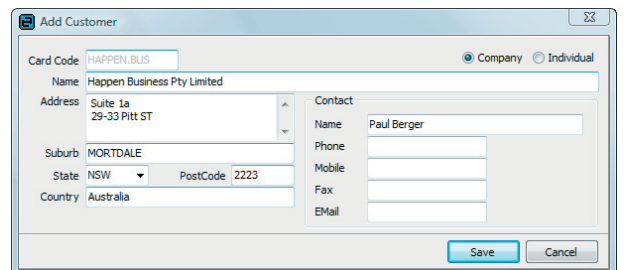 Add Customer
Card Code HAPPEN.BUS Company Individual
Name Happen Business Pty Limited
Address Suite 1a
29-33 Pitt ST
Suburb MORTDALE
State NSW PostCode 2223
Country Australia
Contact
Name Paul Berger
Phone
Mobile
Fax
EMail
Save Cancel